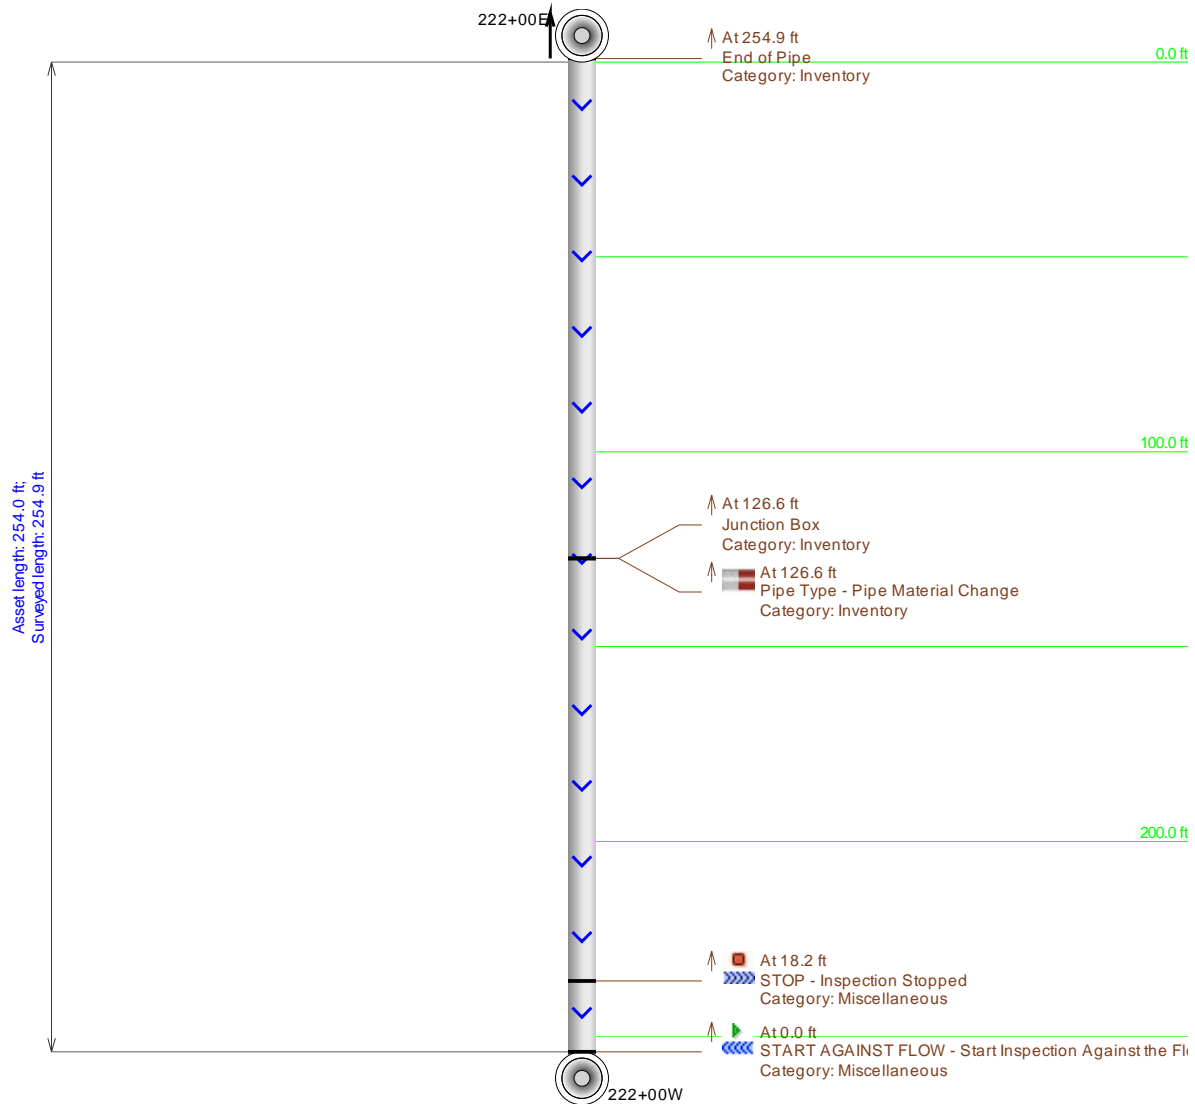 222+00E
At 254.9 ft
End of Pipe
Category: Inventory
0.0 ft
100.0 ft
Asset length: 254.0 ft;
Surveyed length: 254.9 ft
At 126.6 ft
Junction Box
Category: Inventory
At 126.6 ft
Pipe Type - Pipe Material Change
Category: Inventory
200.0 ft
At 18.2 ft
STOP - Inspection Stopped
Category: Miscellaneous
At 0.0 ft
START AGAINST FLOW - Start Inspection Against the Flo
Category: Miscellaneous
222+00W